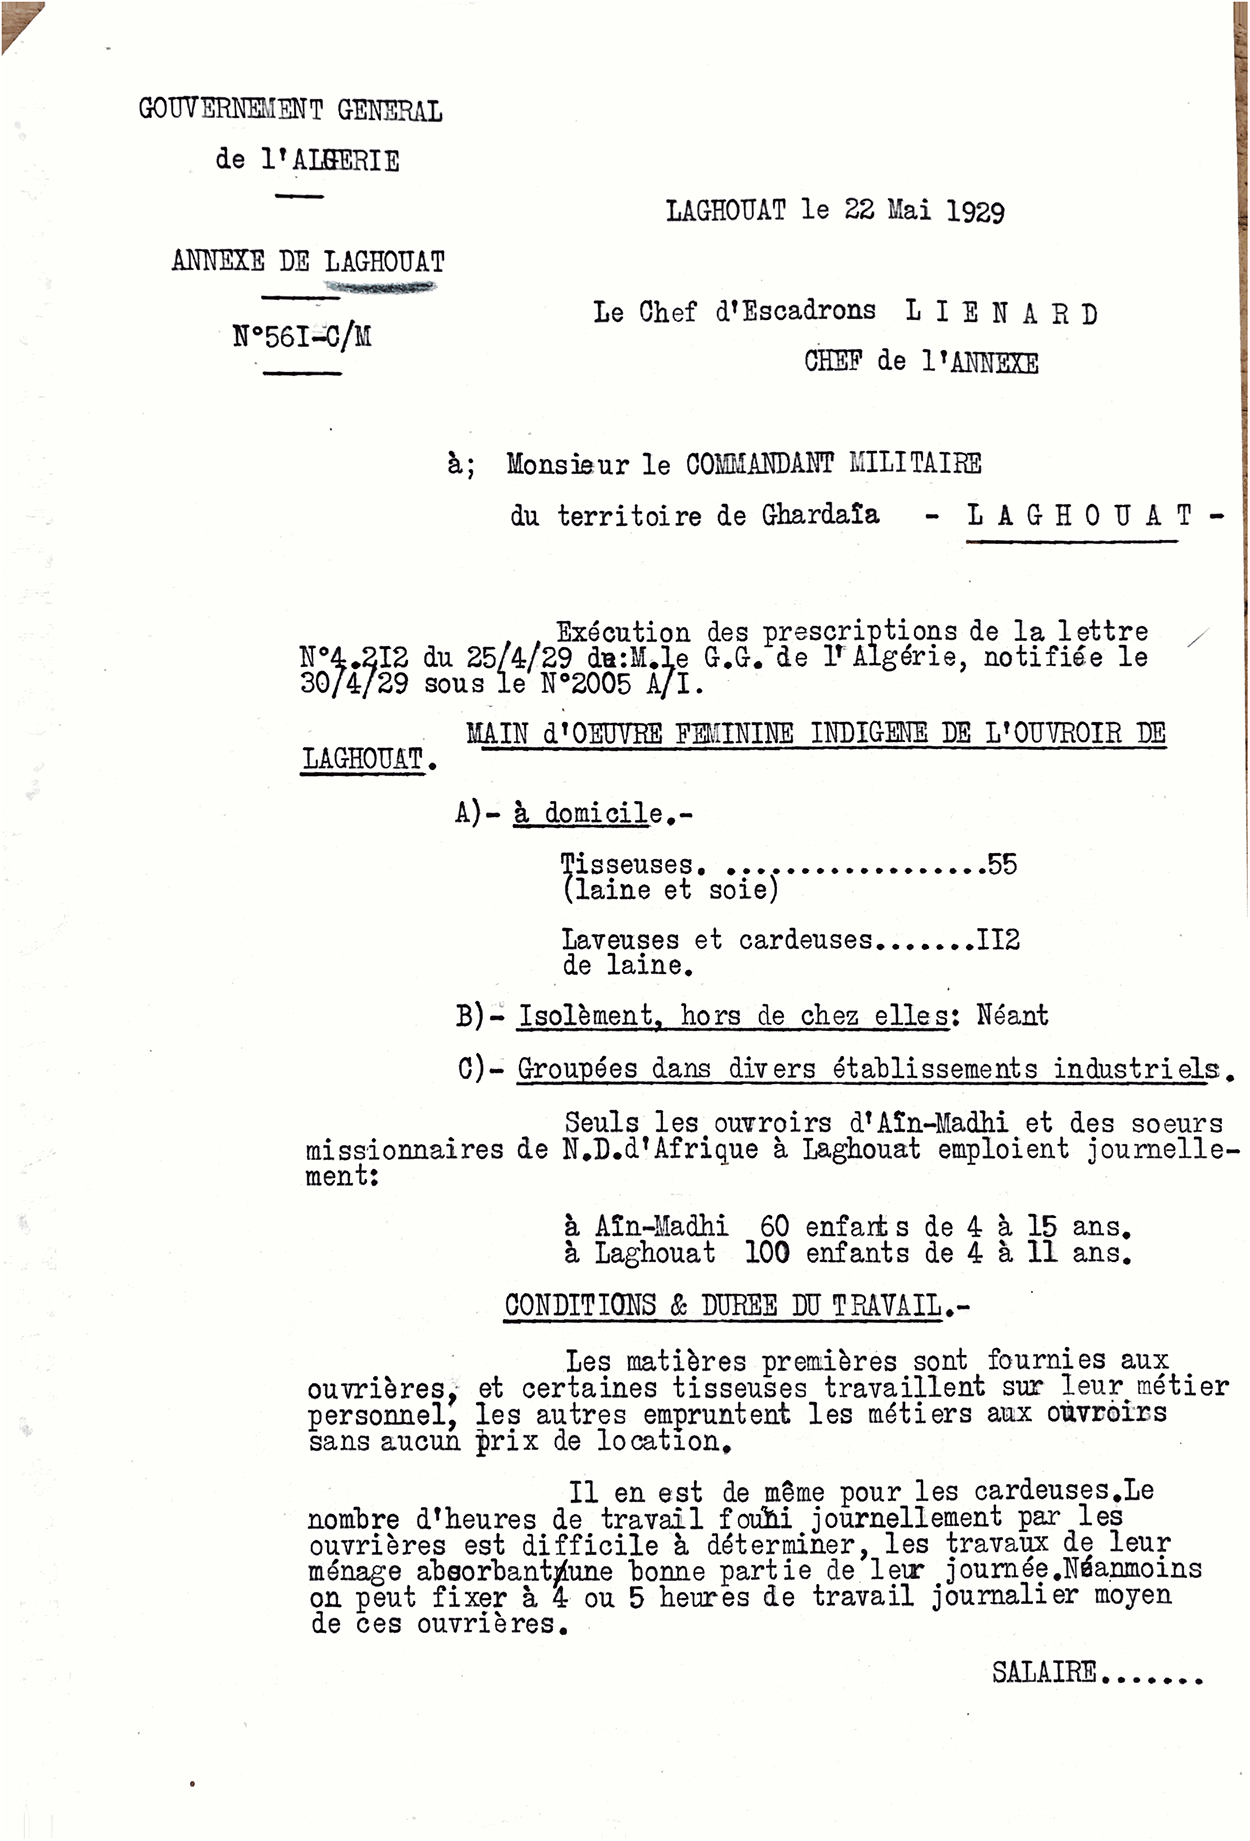 GOUVERNEMENT GENERAL
de l'ALGERIE
LAGHOUAT le 22 Mai 1929
ANNEXE DE LAGHOUAT
Le Chef d'Escadrons L I E N A R D
N°56I-C/M
CHEF de l'ANNEXE
à; Monsieur le COMMANDANT MILITAIRE
du territoire de Ghardaîa - L A G H O U A T -
Exécution des prescriptions de la lettre
N°4.2I2 du 25/4/29 du:M.le G.G. de l'Algérie, notifiée le
30/4/29 sous le N°2005 A/I.
MAIN d'OEUVRE FEMININE INDIGENE DE L'OUVROIR DE
LAGHOUAT.
A)- à domicile.-
Tisseuses. ..................55
(laine et soie)
Laveuses et cardeuses.......II2
de laine.
B)- Isolèment, hors de chez elles: Néant
C)- Groupées dans divers établissements industriels.
Seuls les ouvroirs d'Aîn-Madhi et des soeurs
missionnaires de N.D.d'Afrique à Laghouat emploient journelle-
ment:
à Aîn-Madhi 60 enfants de 4 à 15 ans.
à Laghouat 100 enfants de 4 à 11 ans.
CONDITIONS & DUREE DU TRAVAIL.-
Les matières premières sont fournies aux
ouvrières, et certaines tisseuses travaillent sur leur métier
personnel, les autres empruntent les métiers aux ouvroirs
sans aucun prix de location.
Il en est de même pour les cardeuses.Le
nombre d'heures de travail founi journellement par les
ouvrières est difficile à déterminer, les travaux de leur
ménage absorbant/une bonne partie de leur journée.Néanmoins
on peut fixer à 4 ou 5 heures de travail journalier moyen
de ces ouvrières.
SALAIRE.......